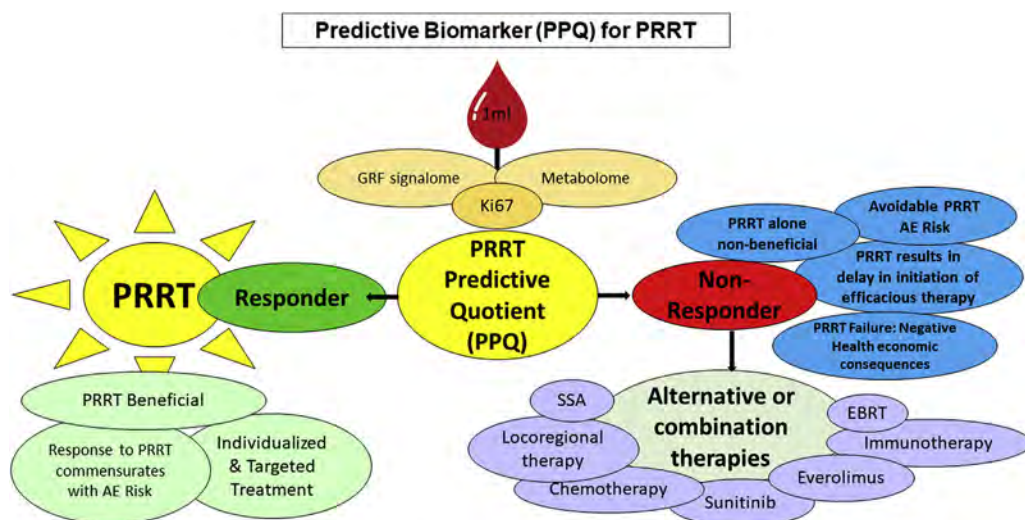 Predictive Biomarker (PPQ) for PRRT
1ml
GRF signalome
Metabolome
Ki67
PRRT
Predictive
Quotient
(PPQ)
PRRT
Responder
PRRT Beneficial
Response to PRRT
commensurates
with AE Risk
Individualized
& Targeted
Treatment
Non-
Responder
PRRT alone
non-beneficial
Avoidable PRRT
AE Risk
PRRT results in
delay in initiation of
efficacious therapy
PRRT Failure: Negative
Health economic
consequences
Alternative or
combination
therapies
SSA
Locoregional
therapy
Chemotherapy
Sunitinib
Everolimus
Immunotherapy
EBRT